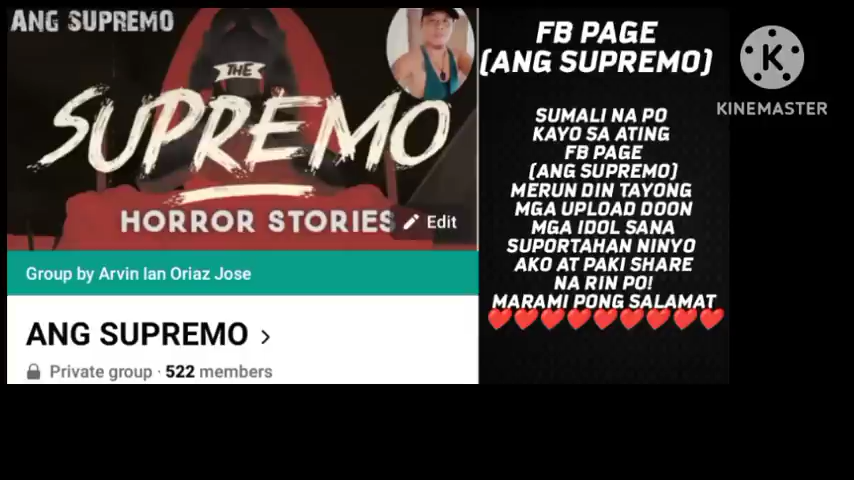 ANG SUPREMO
THE
SUPREMO
HORROR STORIES
Edit
Group by Arvin Ian Oriaz Jose
ANG SUPREMO >
Private group · 522 members
FB PAGE
(ANG SUPREMO)
SUMALI NA PO
KAYO SA ATING
FB PAGE
(ANG SUPREMO)
MERUN DIN TAYONG
MGA UPLOAD DOON
MGA IDOL SANA
SUPORTAHAN NINYO
AKO AT PAKI SHARE
NA RIN PO!
MARAMI PONG SALAMAT
❤️❤️❤️❤️❤️❤️❤️❤️❤️
K
KINEMASTER